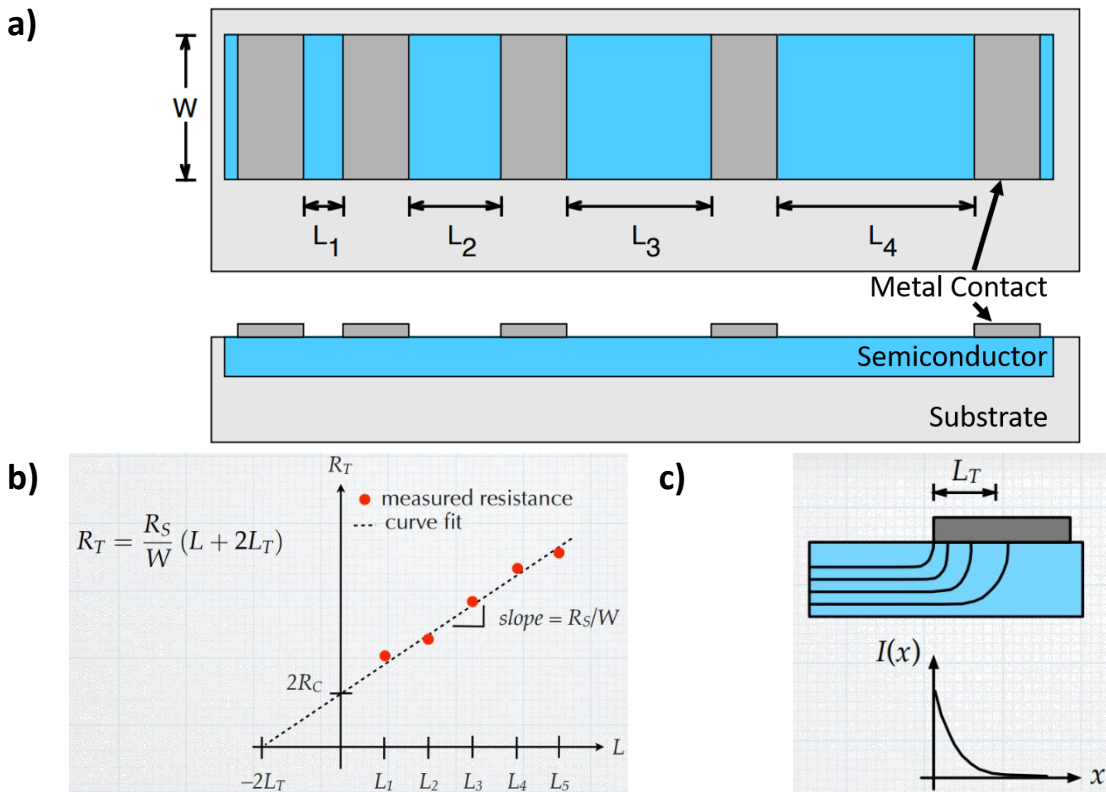 a)
W
L1
L2
L3
L4
Metal Contact
Semiconductor
Substrate
b)
RT
measured resistance
curve fit
RT = RS/W (L + 2LT)
slope = RS/W
2RC
L
−2LT
L1
L2
L3
L4
L5
c)
LT
I(x)
x